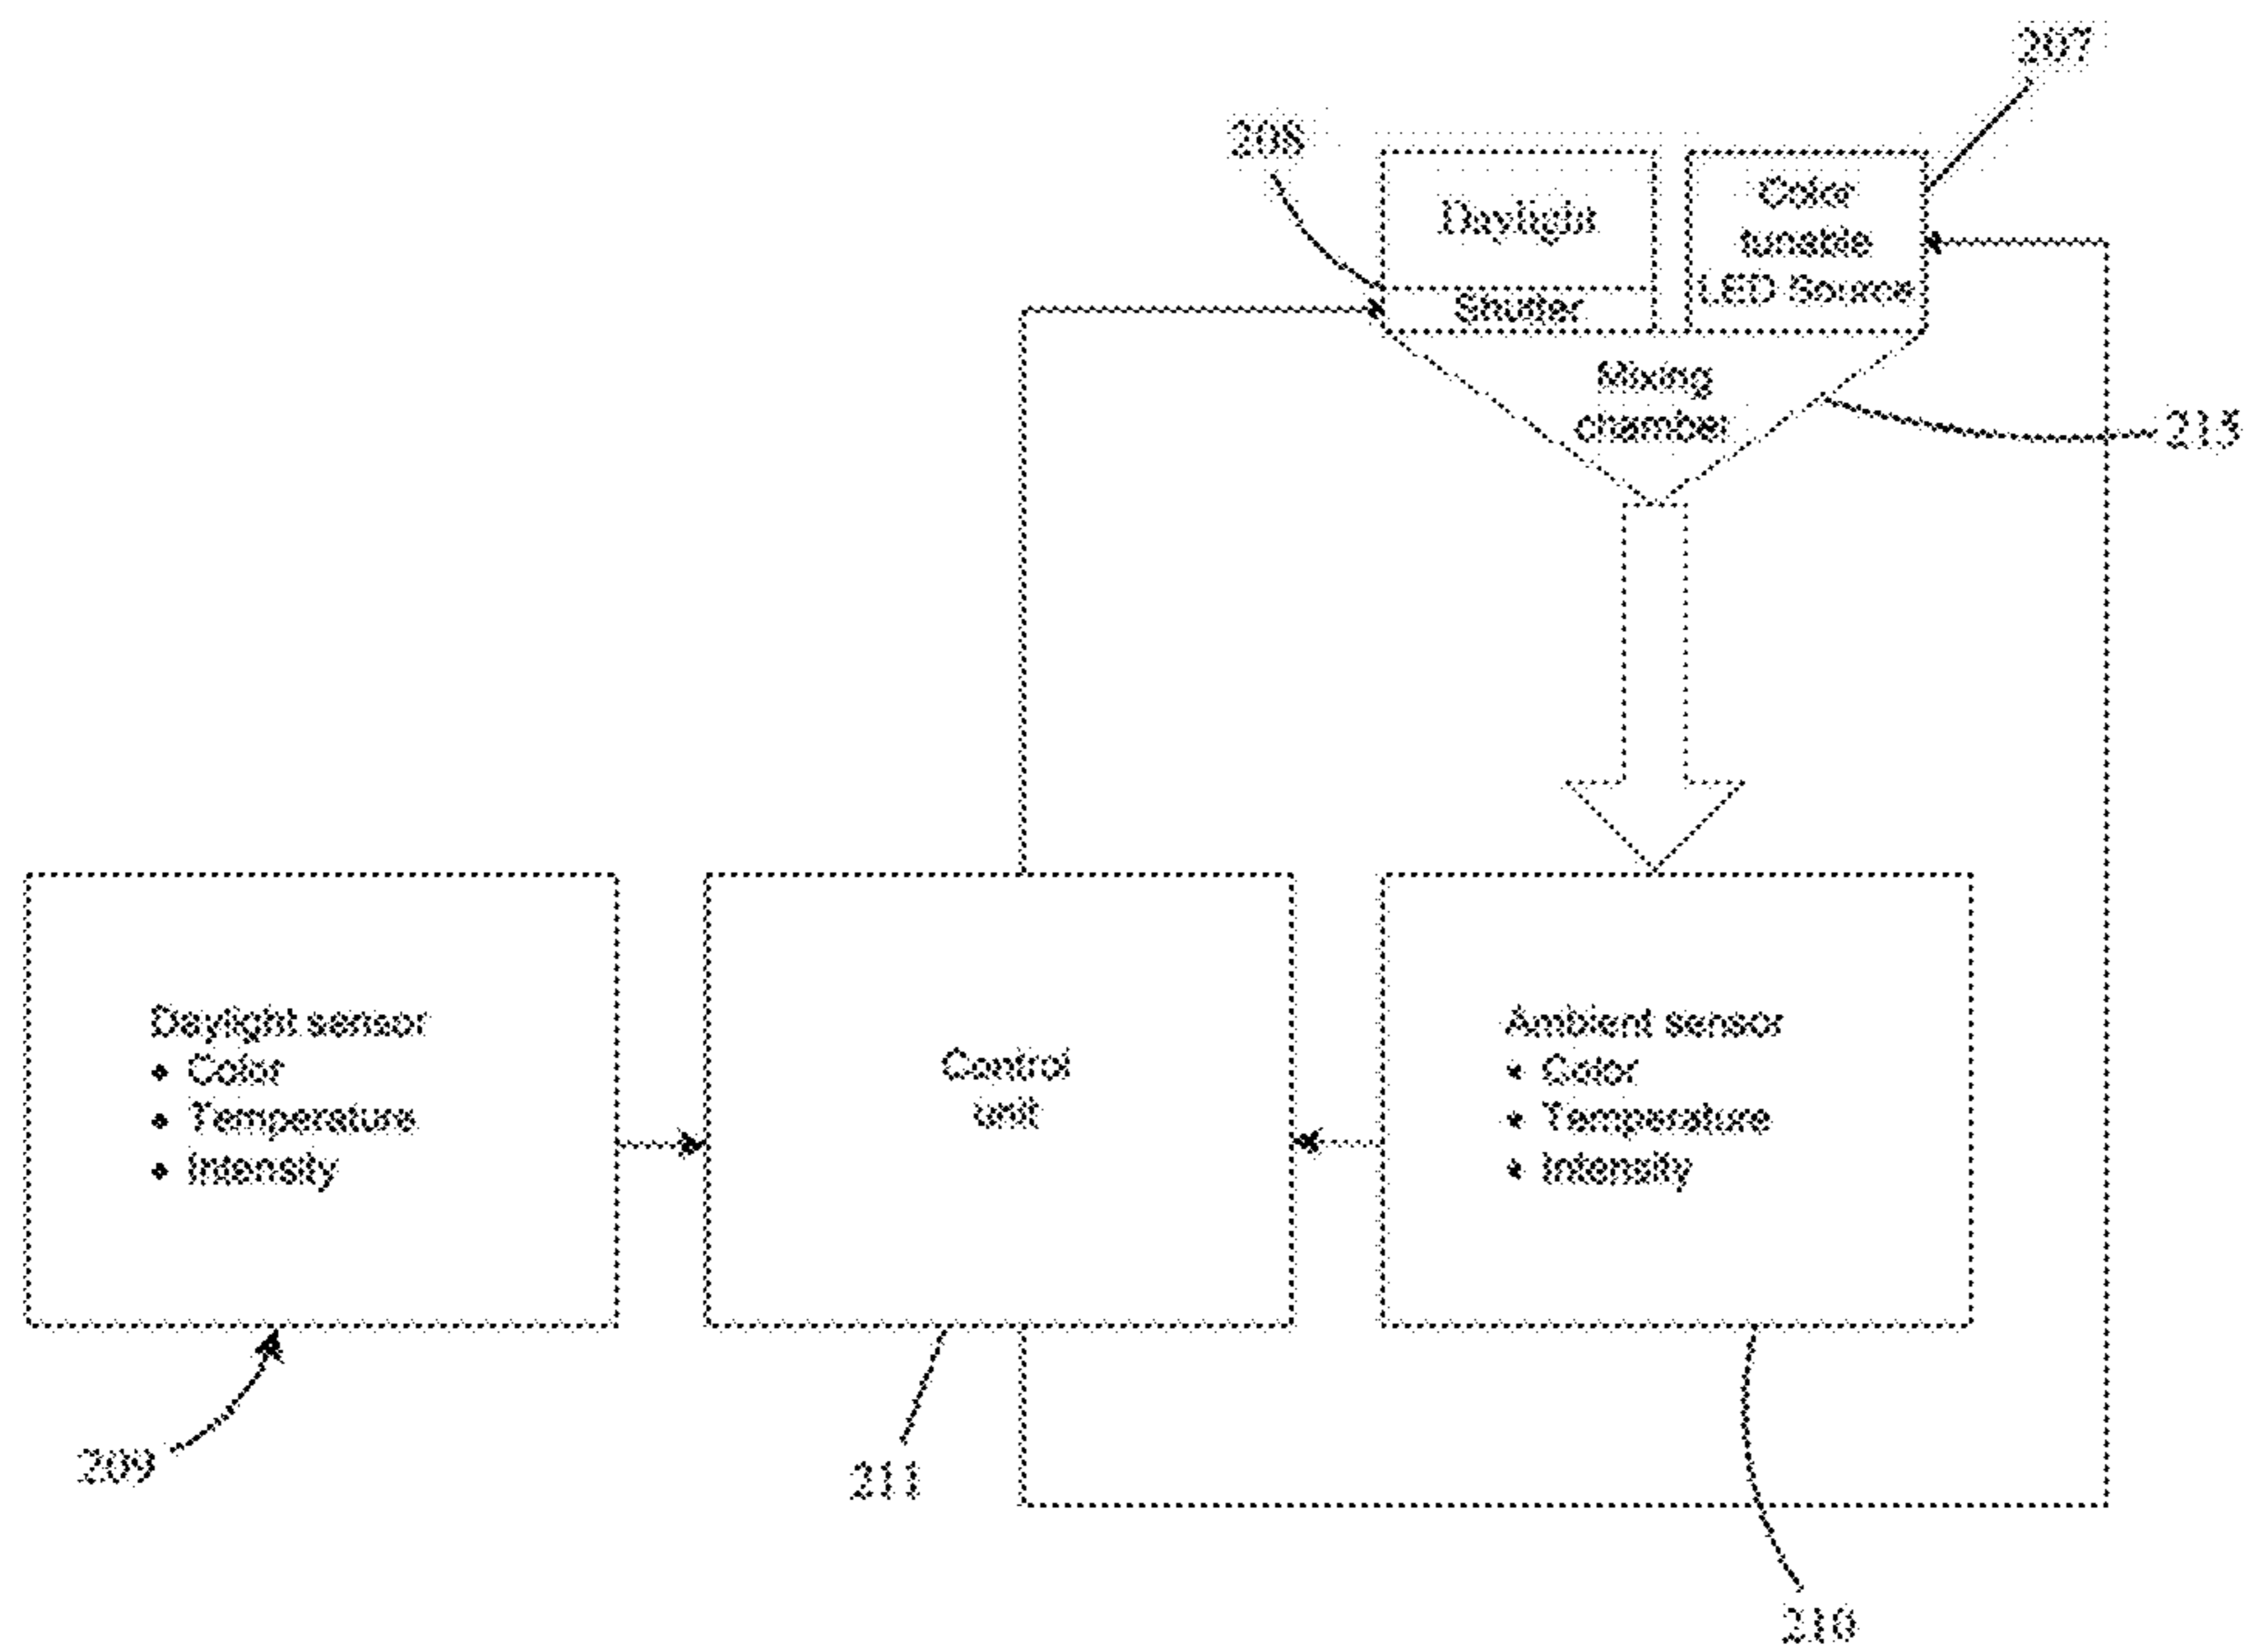 207
208
Daylight
Shutter
Color
tunable
LED Source
Mixing
chamber
213
Daylight sensor
• Color
• Temperature
• Intensity
Control
unit
Ambient sensor
• Color
• Temperature
• Intensity
209
211
210